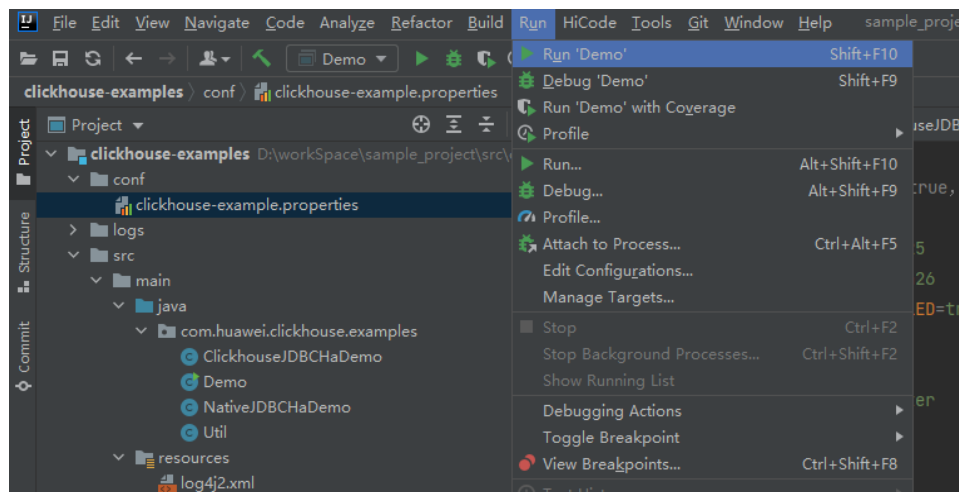 File Edit View Navigate Code Analyze Refactor Build Run HiCode Tools Git Window Help sample_proje
Demo
clickhouse-examples conf clickhouse-example.properties
Project
Project
Structure
Commit
clickhouse-examples D:\workSpace\sample_project\src\
conf
clickhouse-example.properties
logs
src
main
java
com.huawei.clickhouse.examples
ClickhouseJDBCHaDemo
Demo
NativeJDBCHaDemo
Util
resources
log4j2.xml
Run 'Demo' Shift+F10
Debug 'Demo' Shift+F9
Run 'Demo' with Coverage
Profile
Run... Alt+Shift+F10
Debug... Alt+Shift+F9
Profile...
Attach to Process... Ctrl+Alt+F5
Edit Configurations...
Manage Targets...
Stop Ctrl+F2
Stop Background Processes... Ctrl+Shift+F2
Show Running List
Debugging Actions
Toggle Breakpoint
View Breakpoints... Ctrl+Shift+F8
useJDB
true,
5
26
LED=tr
er